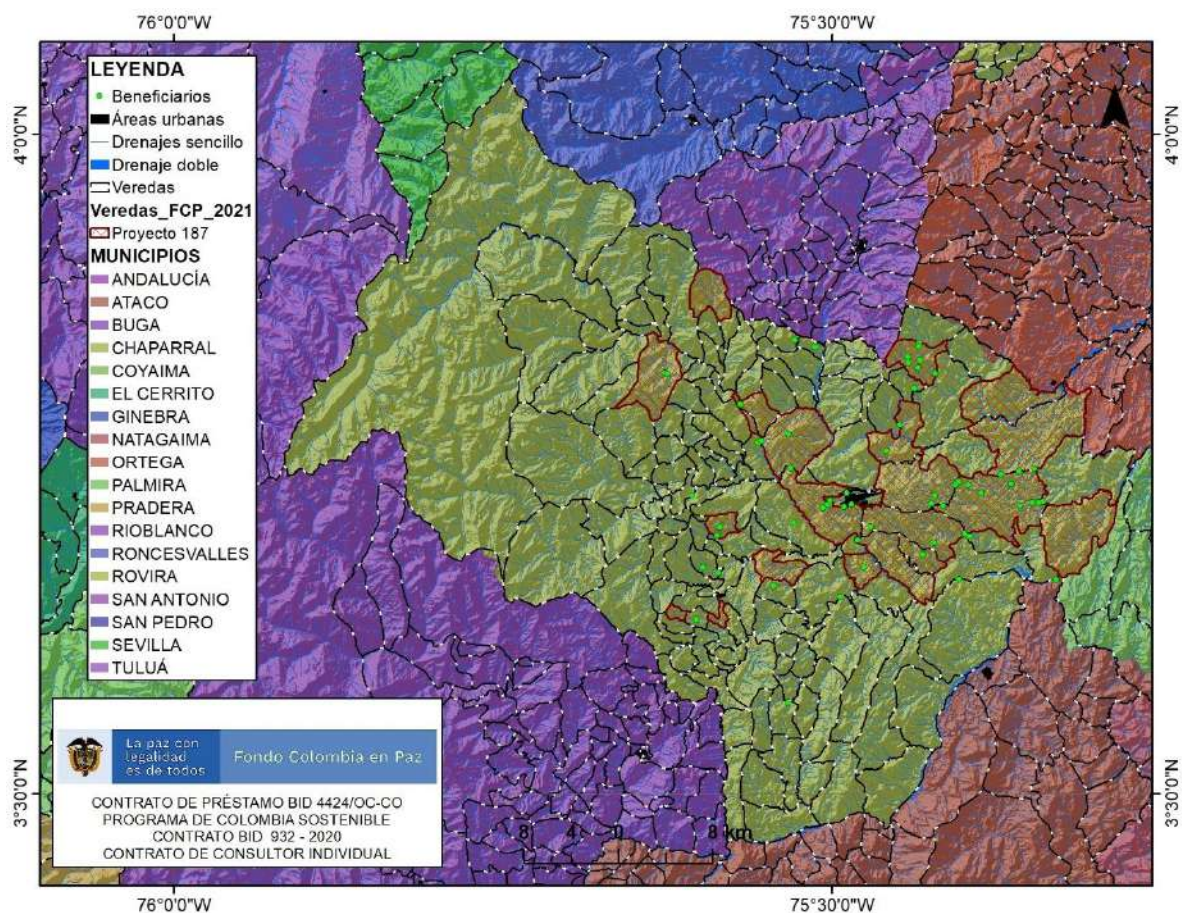 76°0'0"W
75°30'0"W
LEYENDA
Beneficiarios
Áreas urbanas
Drenajes sencillo
Drenaje doble
Veredas
Veredas_FCP_2021
Proyecto 187
MUNICIPIOS
ANDALUCÍA
ATACO
BUGA
CHAPARRAL
COYAIMA
EL CERRITO
GINEBRA
NATAGAIMA
ORTEGA
PALMIRA
PRADERA
RIOBLANCO
RONCESVALLES
ROVIRA
SAN ANTONIO
SAN PEDRO
SEVILLA
TULUÁ
4°0'0"N
4°0'0"N
La paz con
legalidad
es de todos
Fondo Colombia en Paz
CONTRATO DE PRÉSTAMO BID 4424/OC-CO
PROGRAMA DE COLOMBIA SOSTENIBLE
CONTRATO BID 932 - 2020
CONTRATO DE CONSULTOR INDIVIDUAL
8 4 0 8 km
3°30'0"N
3°30'0"N
76°0'0"W
75°30'0"W